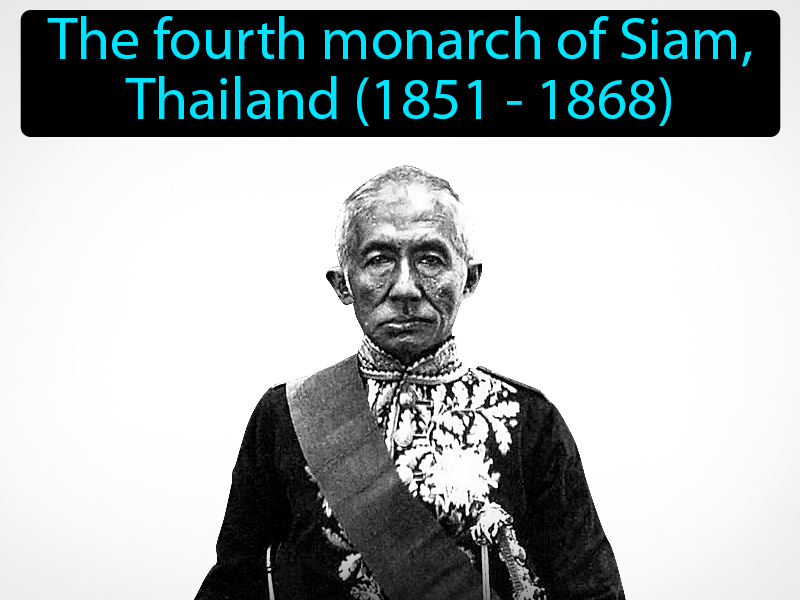 The fourth monarch of Siam,
Thailand (1851 - 1868)